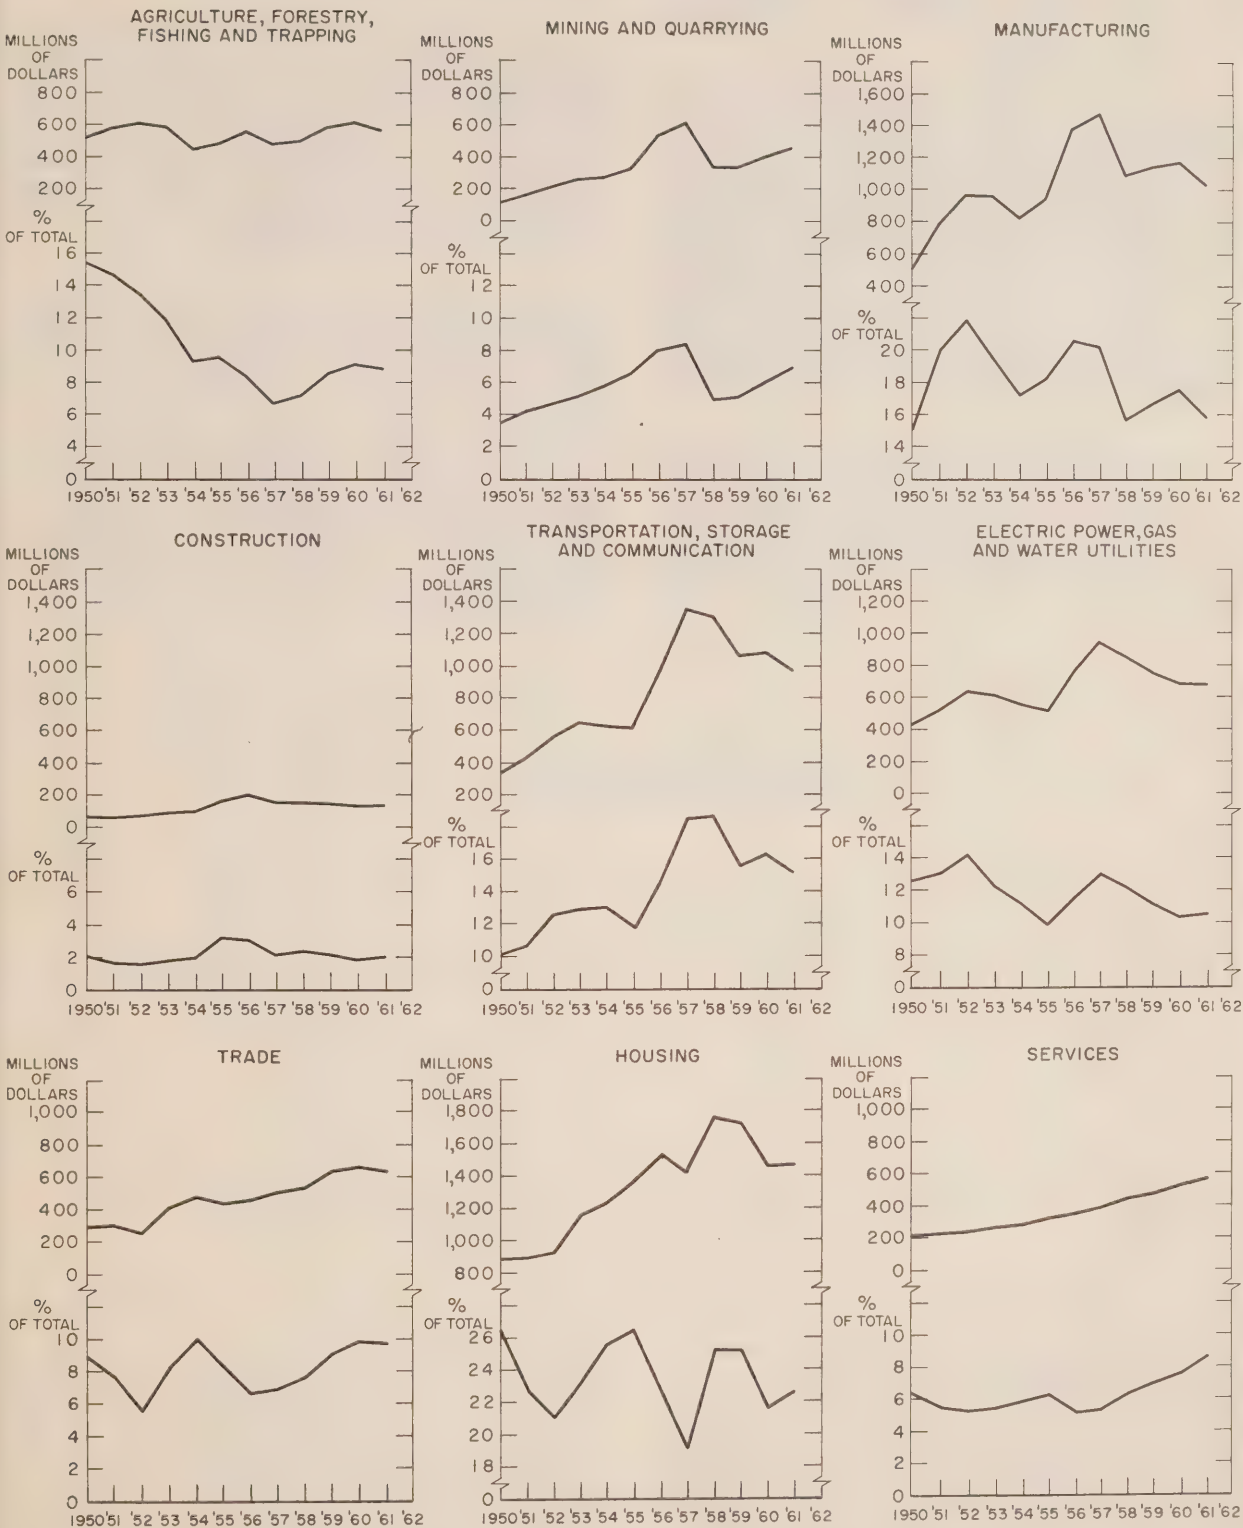 AGRICULTURE, FORESTRY,
FISHING AND TRAPPING
MILLIONS
OF
DOLLARS
800
600
400
200
%
OF TOTAL
16
14
12
10
8
6
4
0
1950 '51 '52 '53 '54 '55 '56 '57 '58 '59 '60 '61 '62
MINING AND QUARRYING
MILLIONS
OF
DOLLARS
800
600
400
200
0
%
OF TOTAL
12
10
8
6
4
2
0
1950 '51 '52 '53 '54 '55 '56 '57 '58 '59 '60 '61 '62
MANUFACTURING
MILLIONS
OF
DOLLARS
1,600
1,400
1,200
1,000
800
600
400
%
OF TOTAL
20
18
16
14
0
1950 '51 '52 '53 '54 '55 '56 '57 '58 '59 '60 '61 '62
CONSTRUCTION
MILLIONS
OF
DOLLARS
1,400
1,200
1,000
800
600
400
200
0
%
OF TOTAL
6
4
2
0
1950 '51 '52 '53 '54 '55 '56 '57 '58 '59 '60 '61 '62
TRANSPORTATION, STORAGE
AND COMMUNICATION
MILLIONS
OF
DOLLARS
1,400
1,200
1,000
800
600
400
200
%
OF TOTAL
16
14
12
10
0
1950 '51 '52 '53 '54 '55 '56 '57 '58 '59 '60 '61 '62
ELECTRIC POWER, GAS
AND WATER UTILITIES
MILLIONS
OF
DOLLARS
1,200
1,000
800
600
400
200
0
%
OF TOTAL
14
12
10
8
0
1950 '51 '52 '53 '54 '55 '56 '57 '58 '59 '60 '61 '62
TRADE
MILLIONS
OF
DOLLARS
1,000
800
600
400
200
0
%
OF TOTAL
10
8
6
4
2
0
1950 '51 '52 '53 '54 '55 '56 '57 '58 '59 '60 '61 '62
HOUSING
MILLIONS
OF
DOLLARS
1,800
1,600
1,400
1,200
1,000
800
%
OF TOTAL
26
24
22
20
18
0
1950 '51 '52 '53 '54 '55 '56 '57 '58 '59 '60 '61 '62
SERVICES
MILLIONS
OF
DOLLARS
1,000
800
600
400
200
0
%
OF TOTAL
10
8
6
4
2
0
1950 '51 '52 '53 '54 '55 '56 '57 '58 '59 '60 '61 '62